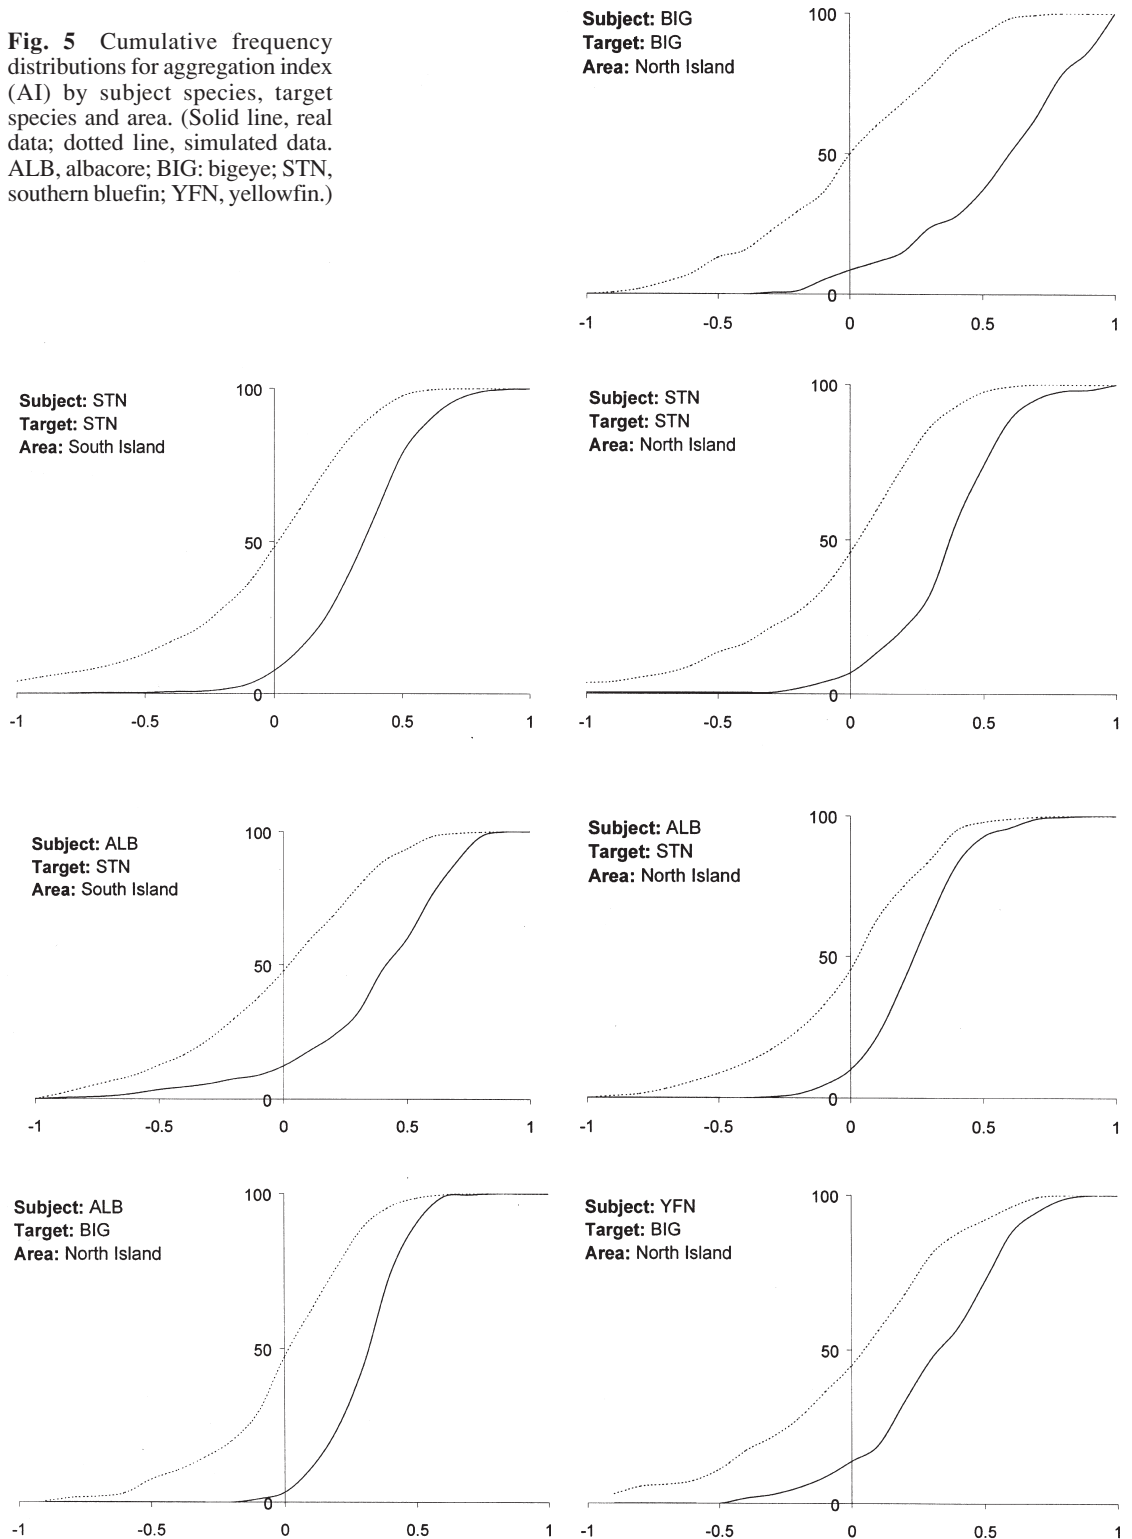 Fig. 5 Cumulative frequency
distributions for aggregation index
(AI) by subject species, target
species and area. (Solid line, real
data; dotted line, simulated data.
ALB, albacore; BIG: bigeye; STN,
southern bluefin; YFN, yellowfin.)
Subject: BIG
Target: BIG
Area: North Island
100
50
0
-1 -0.5 0 0.5 1
Subject: STN
Target: STN
Area: South Island
100
50
0
-1 -0.5 0 0.5 1
Subject: STN
Target: STN
Area: North Island
100
50
0
-1 -0.5 0 0.5 1
Subject: ALB
Target: STN
Area: South Island
100
50
0
-1 -0.5 0 0.5 1
Subject: ALB
Target: STN
Area: North Island
100
50
0
-1 -0.5 0 0.5 1
Subject: ALB
Target: BIG
Area: North Island
100
50
0
-1 -0.5 0 0.5 1
Subject: YFN
Target: BIG
Area: North Island
100
50
0
-1 -0.5 0 0.5 1